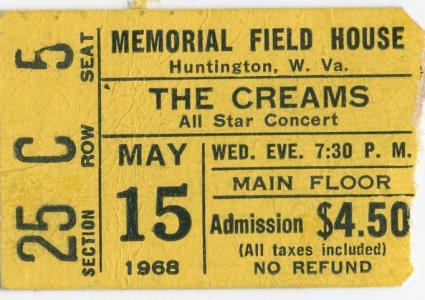 SEAT 5
ROW C
SECTION 25
MEMORIAL FIELD HOUSE
Huntington, W. Va.
THE CREAMS
All Star Concert
MAY
15
1968
WED. EVE. 7:30 P. M.
MAIN FLOOR
Admission $4.50
(All taxes included)
NO REFUND